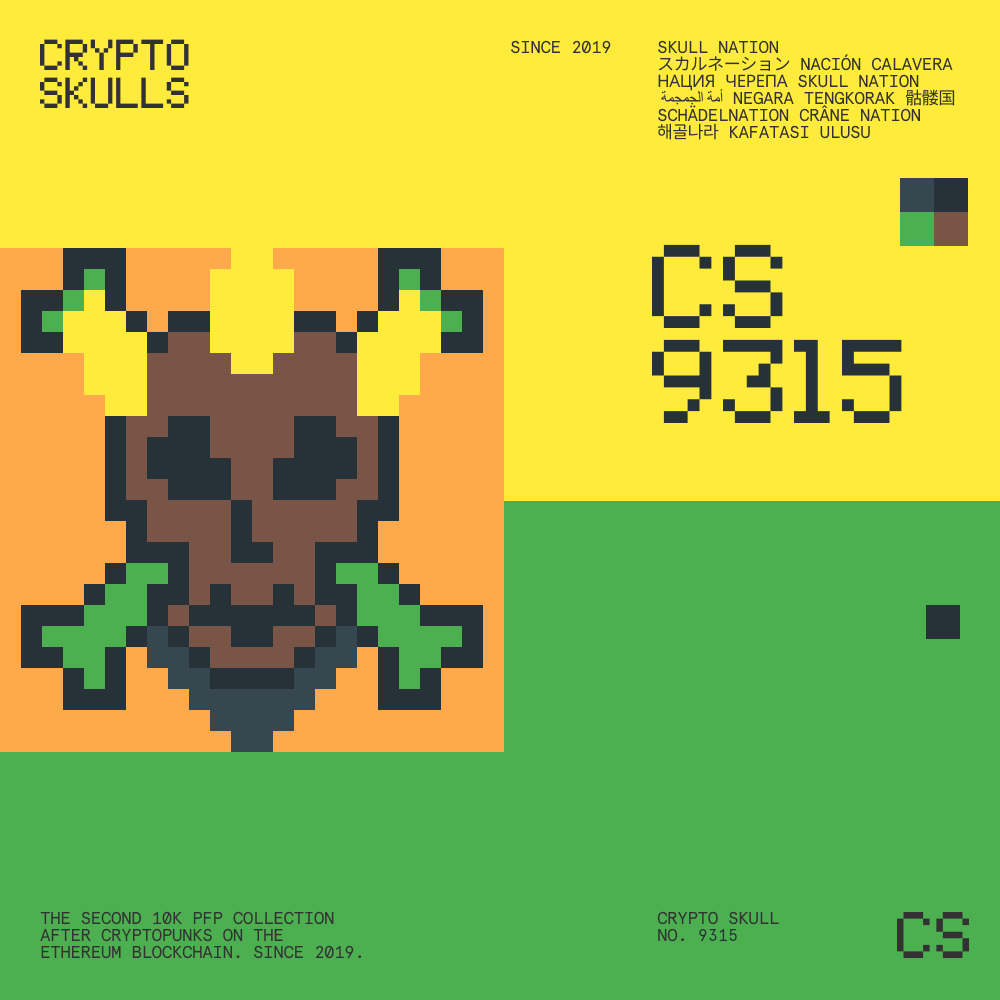 CRYPTO
SKULLS
SINCE 2019
SKULL NATION
スカルネーション NACIÓN CALAVERA
НАЦИЯ ЧЕРЕПА SKULL NATION
أمة الجمجمة NEGARA TENGKORAK 骷髅国
SCHÄDELNATION CRÂNE NATION
해골나라 KAFATASI ULUSU
CS
9315
THE SECOND 10K PFP COLLECTION
AFTER CRYPTOPUNKS ON THE
ETHEREUM BLOCKCHAIN. SINCE 2019.
CRYPTO SKULL
NO. 9315
CS